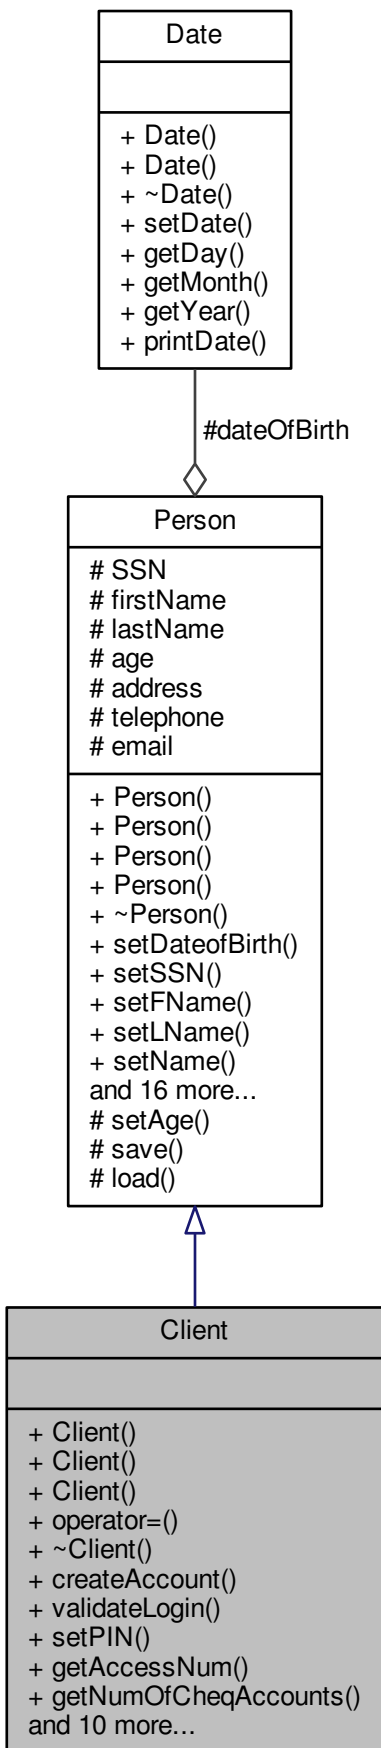 Date
+ Date()
+ Date()
+ ~Date()
+ setDate()
+ getDay()
+ getMonth()
+ getYear()
+ printDate()
#dateOfBirth
Person
# SSN
# firstName
# lastName
# age
# address
# telephone
# email
+ Person()
+ Person()
+ Person()
+ Person()
+ ~Person()
+ setDateofBirth()
+ setSSN()
+ setFName()
+ setLName()
+ setName()
and 16 more...
# setAge()
# save()
# load()
Client
+ Client()
+ Client()
+ Client()
+ operator=()
+ ~Client()
+ createAccount()
+ validateLogin()
+ setPIN()
+ getAccessNum()
+ getNumOfCheqAccounts()
and 10 more...